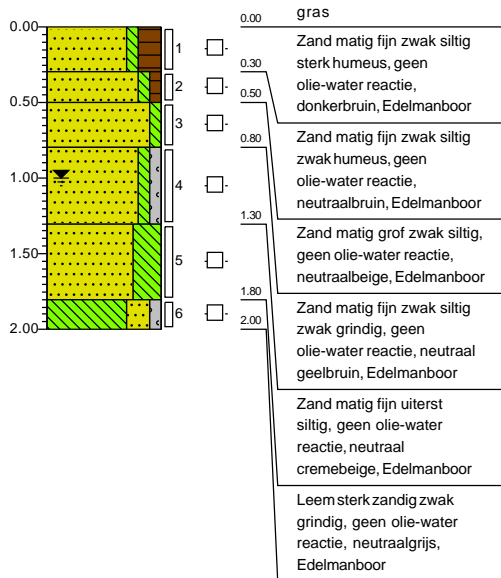 gras
0.00
0.00
1
Zand matig fijn zwak siltig
sterk humeus, geen
olie-water reactie,
donkerbruin, Edelmanboor
0.30
2
0.50
0.50
Zand matig fijn zwak siltig
zwak humeus, geen
olie-water reactie,
neutraalbruin, Edelmanboor
3
0.80
Zand matig grof zwak siltig,
geen olie-water reactie,
neutraalbeige, Edelmanboor
1.00
4
1.30
Zand matig fijn zwak siltig
zwak grindig, geen
olie-water reactie, neutraal
geelbruin, Edelmanboor
1.50
5
1.80
Zand matig fijn uiterst
siltig, geen olie-water
reactie, neutraal
cremebeige, Edelmanboor
6
2.00
2.00
Leem sterk zandig zwak
grindig, geen olie-water
reactie, neutraalgrijs,
Edelmanboor